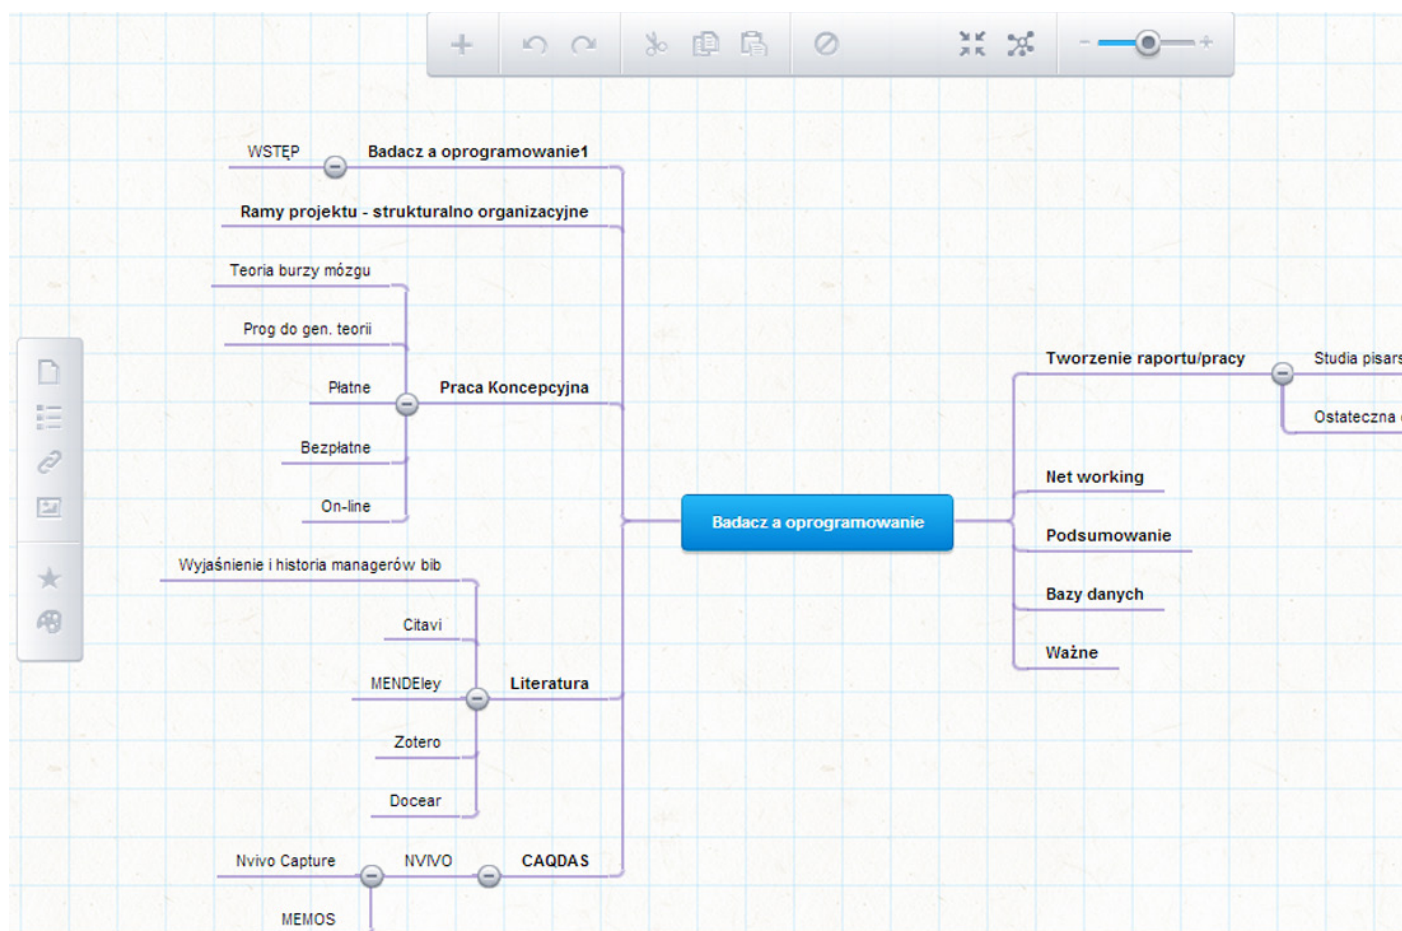 WSTĘP
Badacz a oprogramowanie1
Ramy projektu - strukturalno organizacyjne
Teoria burzy mózgu
Prog do gen. teorii
Płatne
Praca Koncepcyjna
Bezpłatne
On-line
Wyjaśnienie i historia managerów bib
Citavi
MENDEley
Literatura
Zotero
Docear
Nvivo Capture
NVIVO
CAQDAS
MEMOS
Badacz a oprogramowanie
Tworzenie raportu/pracy
Studia
Ostateczna
Net working
Podsumowanie
Bazy danych
Ważne